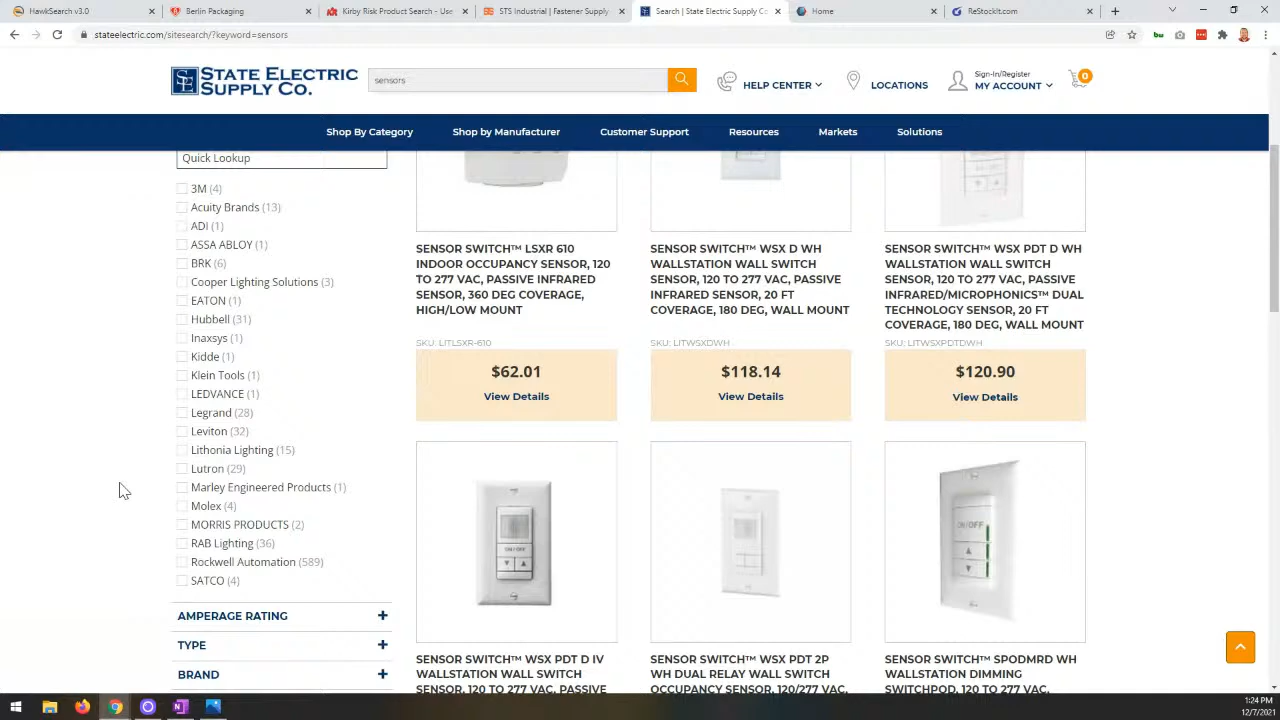 HawkSearch v3.0
Berlin Packaging
Kirby Risk Product Search - Use
STS Industrial | Fastener Supply
Search | State Electric Supply Co
Home
ReStockIt.com
stateelectric.com/sitesearch/?keyword=sensors
STATE ELECTRIC
SUPPLY CO.
sensors
HELP CENTER
LOCATIONS
Sign-In/Register
MY ACCOUNT
0
Shop By Category
Shop by Manufacturer
Customer Support
Resources
Markets
Solutions
Quick Lookup
3M (4)
Acuity Brands (13)
ADI (1)
ASSA ABLOY (1)
BRK (6)
Cooper Lighting Solutions (3)
EATON (1)
Hubbell (31)
Inaxsys (1)
Kidde (1)
Klein Tools (1)
LEDVANCE (1)
Legrand (28)
Leviton (32)
Lithonia Lighting (15)
Lutron (29)
Marley Engineered Products (1)
Molex (4)
MORRIS PRODUCTS (2)
RAB Lighting (36)
Rockwell Automation (589)
SATCO (4)
AMPERAGE RATING +
TYPE +
BRAND +
SENSOR SWITCH™ LSXR 610
INDOOR OCCUPANCY SENSOR, 120
TO 277 VAC, PASSIVE INFRARED
SENSOR, 360 DEG COVERAGE,
HIGH/LOW MOUNT
SKU: LITLSXR-610
$62.01
View Details
SENSOR SWITCH™ WSX D WH
WALLSTATION WALL SWITCH
SENSOR, 120 TO 277 VAC, PASSIVE
INFRARED SENSOR, 20 FT
COVERAGE, 180 DEG, WALL MOUNT
SKU: LITWSXDWH
$118.14
View Details
SENSOR SWITCH™ WSX PDT D WH
WALLSTATION WALL SWITCH
SENSOR, 120 TO 277 VAC, PASSIVE
INFRARED/MICROPHONICS™ DUAL
TECHNOLOGY SENSOR, 20 FT
COVERAGE, 180 DEG, WALL MOUNT
SKU: LITWSXPDTDWH
$120.90
View Details
ON/OFF
ON/OFF
SENSOR SWITCH™ WSX PDT D IV
WALLSTATION WALL SWITCH
SENSOR, 120 TO 277 VAC, PASSIVE
SENSOR SWITCH™ WSX PDT 2P
WH DUAL RELAY WALL SWITCH
OCCUPANCY SENSOR, 120/277 VAC,
SENSOR SWITCH™ SPODMRD WH
WALLSTATION DIMMING
SWITCHPOD, 120 TO 277 VAC,
1:24 PM
12/7/2021